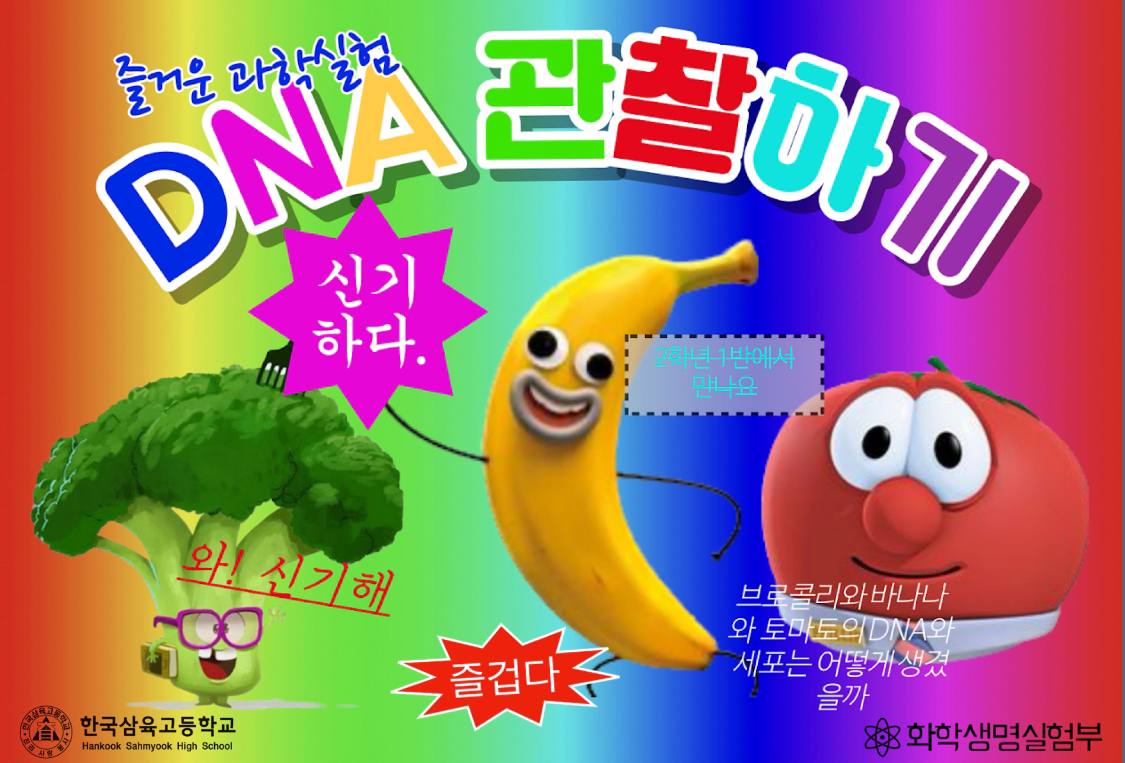 즐거운 과학실험
DNA 관찰하기
신기
하다.
2학년 1반에서
만나요
와! 신기해
브로콜리와 바나나
와 토마토의 DNA와
세포는 어떻게 생겼
을까
즐겁다
한국삼육고등학교
Hankook Sahmyook High School
화학생명실험부